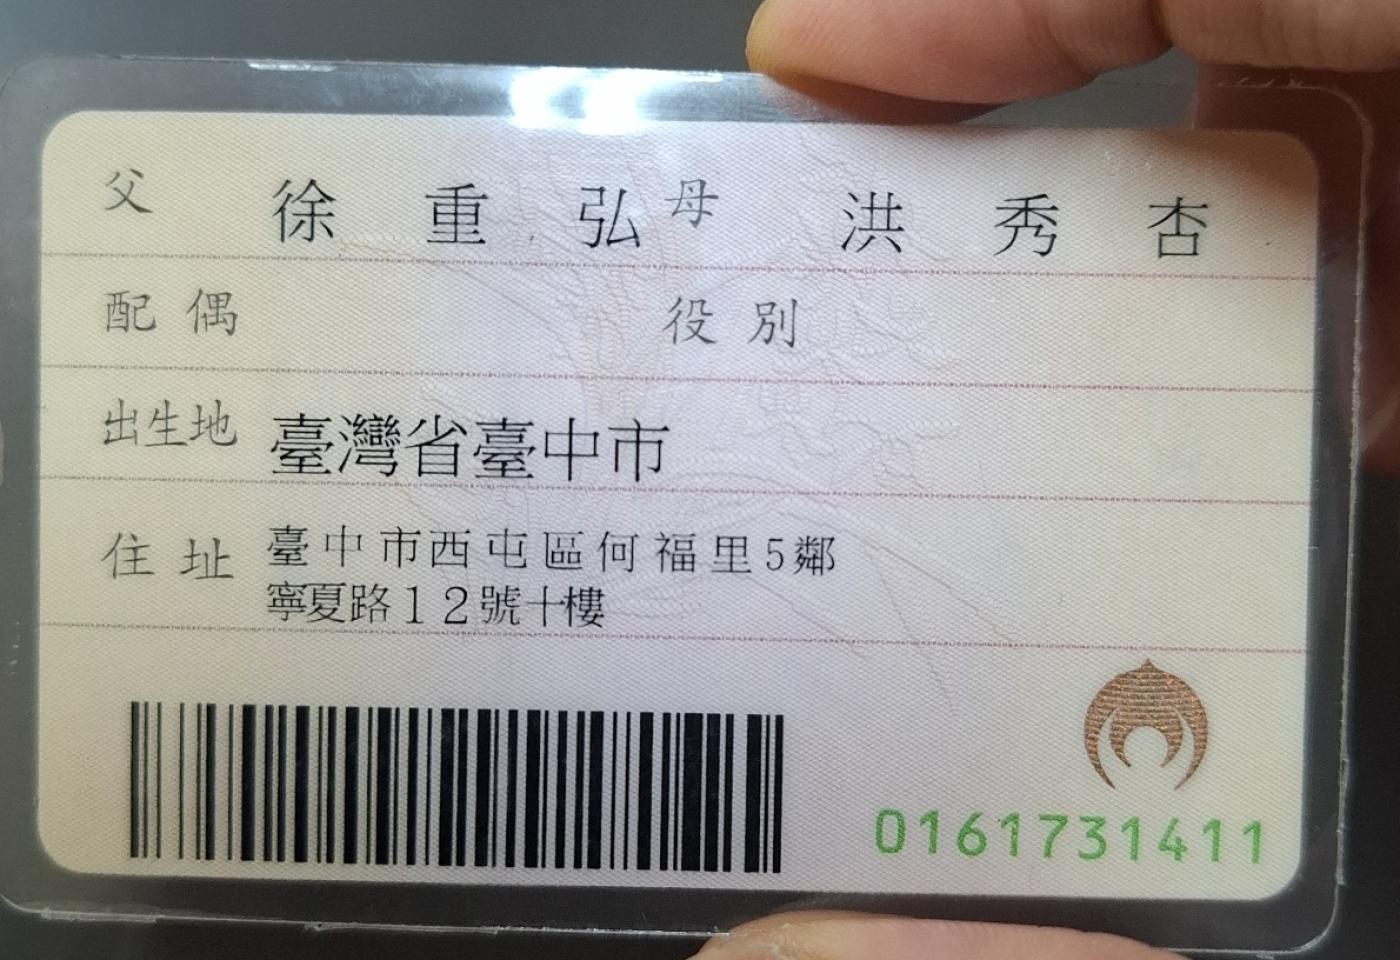 父 徐重弘 母 洪秀杏
配偶 役別
出生地 臺灣省臺中市
住址 臺中市西屯區何福里5鄰
寧夏路12號十樓
0161731411